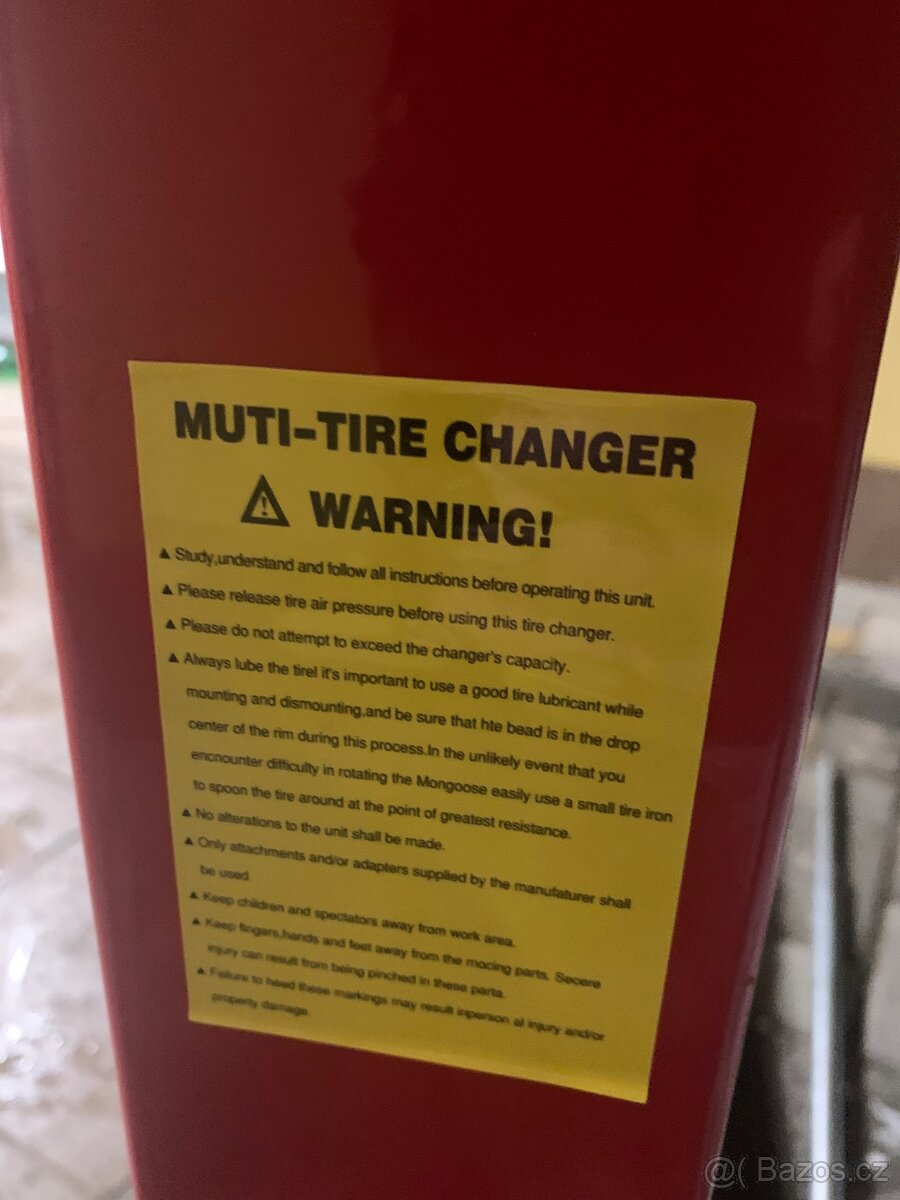 MUTI-TIRE CHANGER
WARNING!
▲ Study,understand and follow all instructions before operating this unit.
▲ Please release tire air pressure before using this tire changer.
▲ Please do not attempt to exceed the changer's capacity.
▲ Always lube the tirel it's important to use a good tire lubricant while
mounting and dismounting,and be sure that hte bead is in the drop
center of the rim during this process.In the unlikely event that you
encnounter difficulty in rotating the Mongoose easily use a small tire iron
to spoon the tire around at the point of greatest resistance.
▲ No alterations to the unit shall be made.
▲ Only attachments and/or adapters supplied by the manufaturer shall
be used.
▲ Keep children and spectators away from work area.
▲ Keep fingers,hands and feet away from the mocing parts. Secere
injury can result from being pinched in these parts.
▲ Failure to heed these markings may result inperson al injury and/or
property damage.
@( Bazos.cz